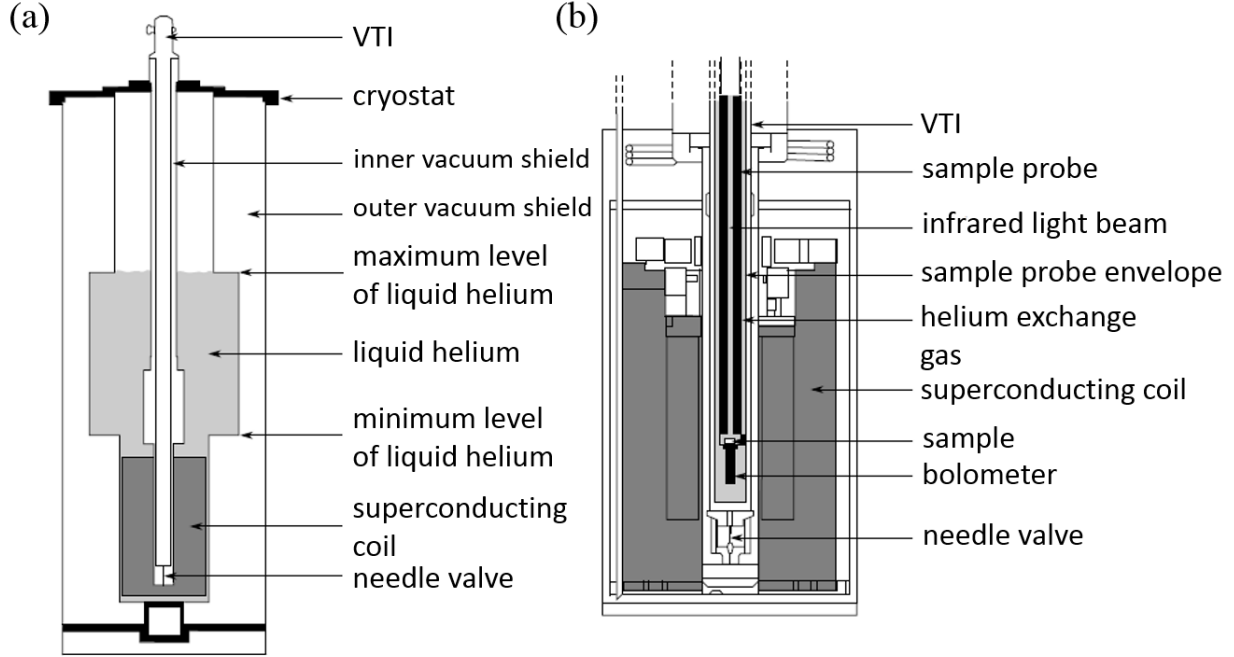 (a)
VTI
cryostat
inner vacuum shield
outer vacuum shield
maximum level
of liquid helium
liquid helium
minimum level
of liquid helium
superconducting
coil
needle valve
(b)
VTI
sample probe
infrared light beam
sample probe envelope
helium exchange
gas
superconducting coil
sample
bolometer
needle valve